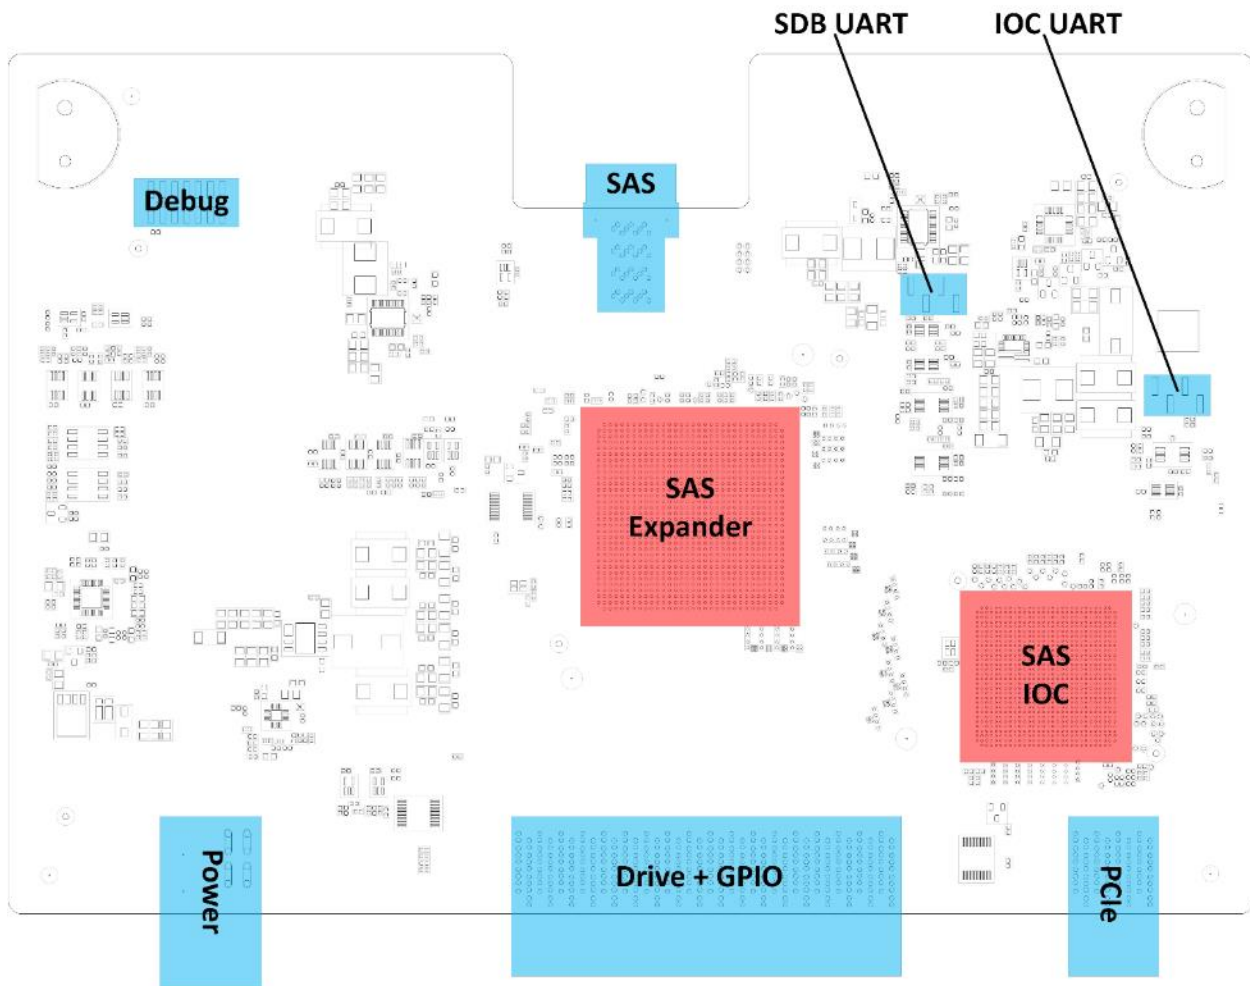 SDB UART
IOC UART
Debug
SAS
SAS
Expander
SAS
IOC
Power
Drive + GPIO
PCIe